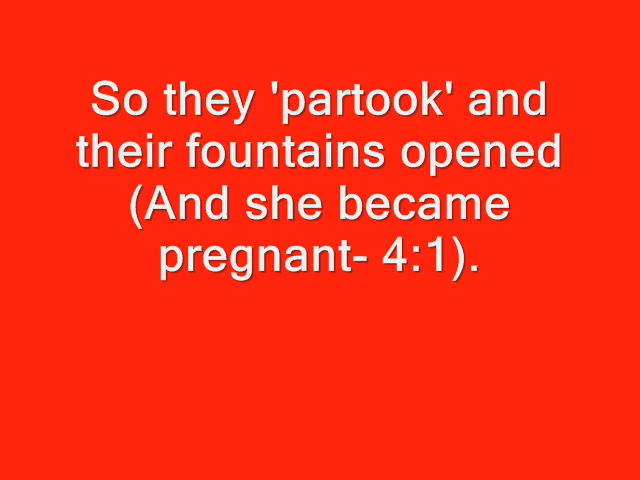 So they 'partook' and
their fountains opened
(And she became
pregnant- 4:1).